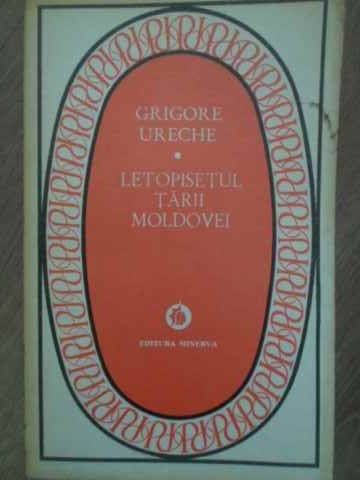 GRIGORE
URECHE
•
LETOPISEȚUL
ȚĂRII
MOLDOVEI
EDITURA MINERVA